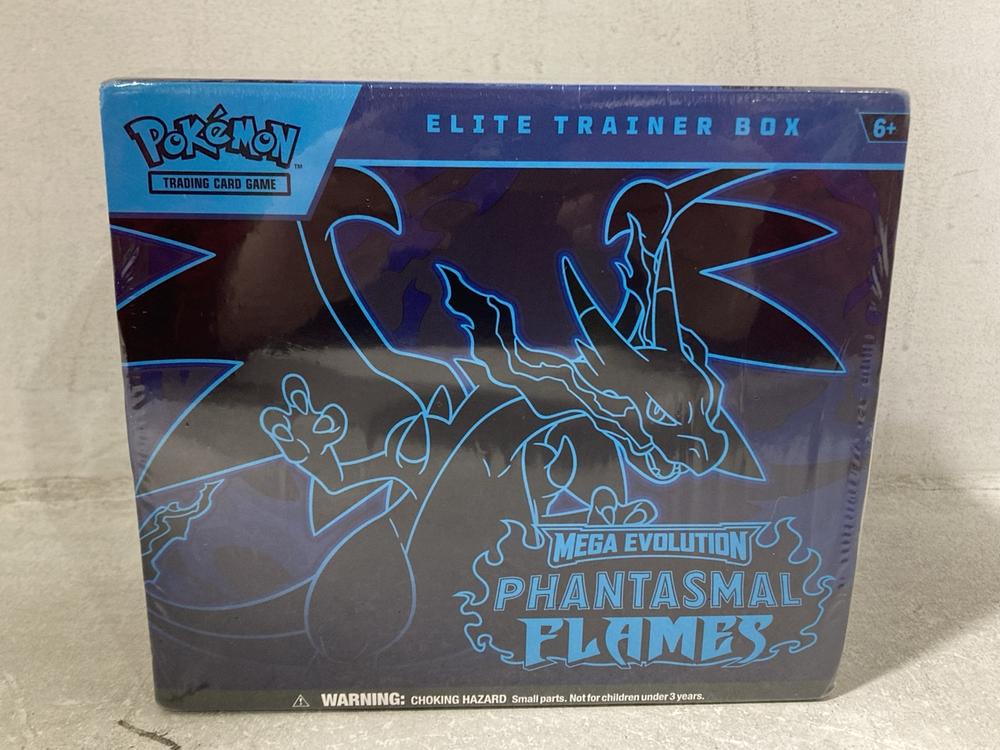 POKéMON
TM
TRADING CARD GAME
ELITE TRAINER BOX
6+
MEGA EVOLUTION
PHANTASMAL
FLAMES
WARNING: CHOKING HAZARD Small parts. Not for children under 3 years.